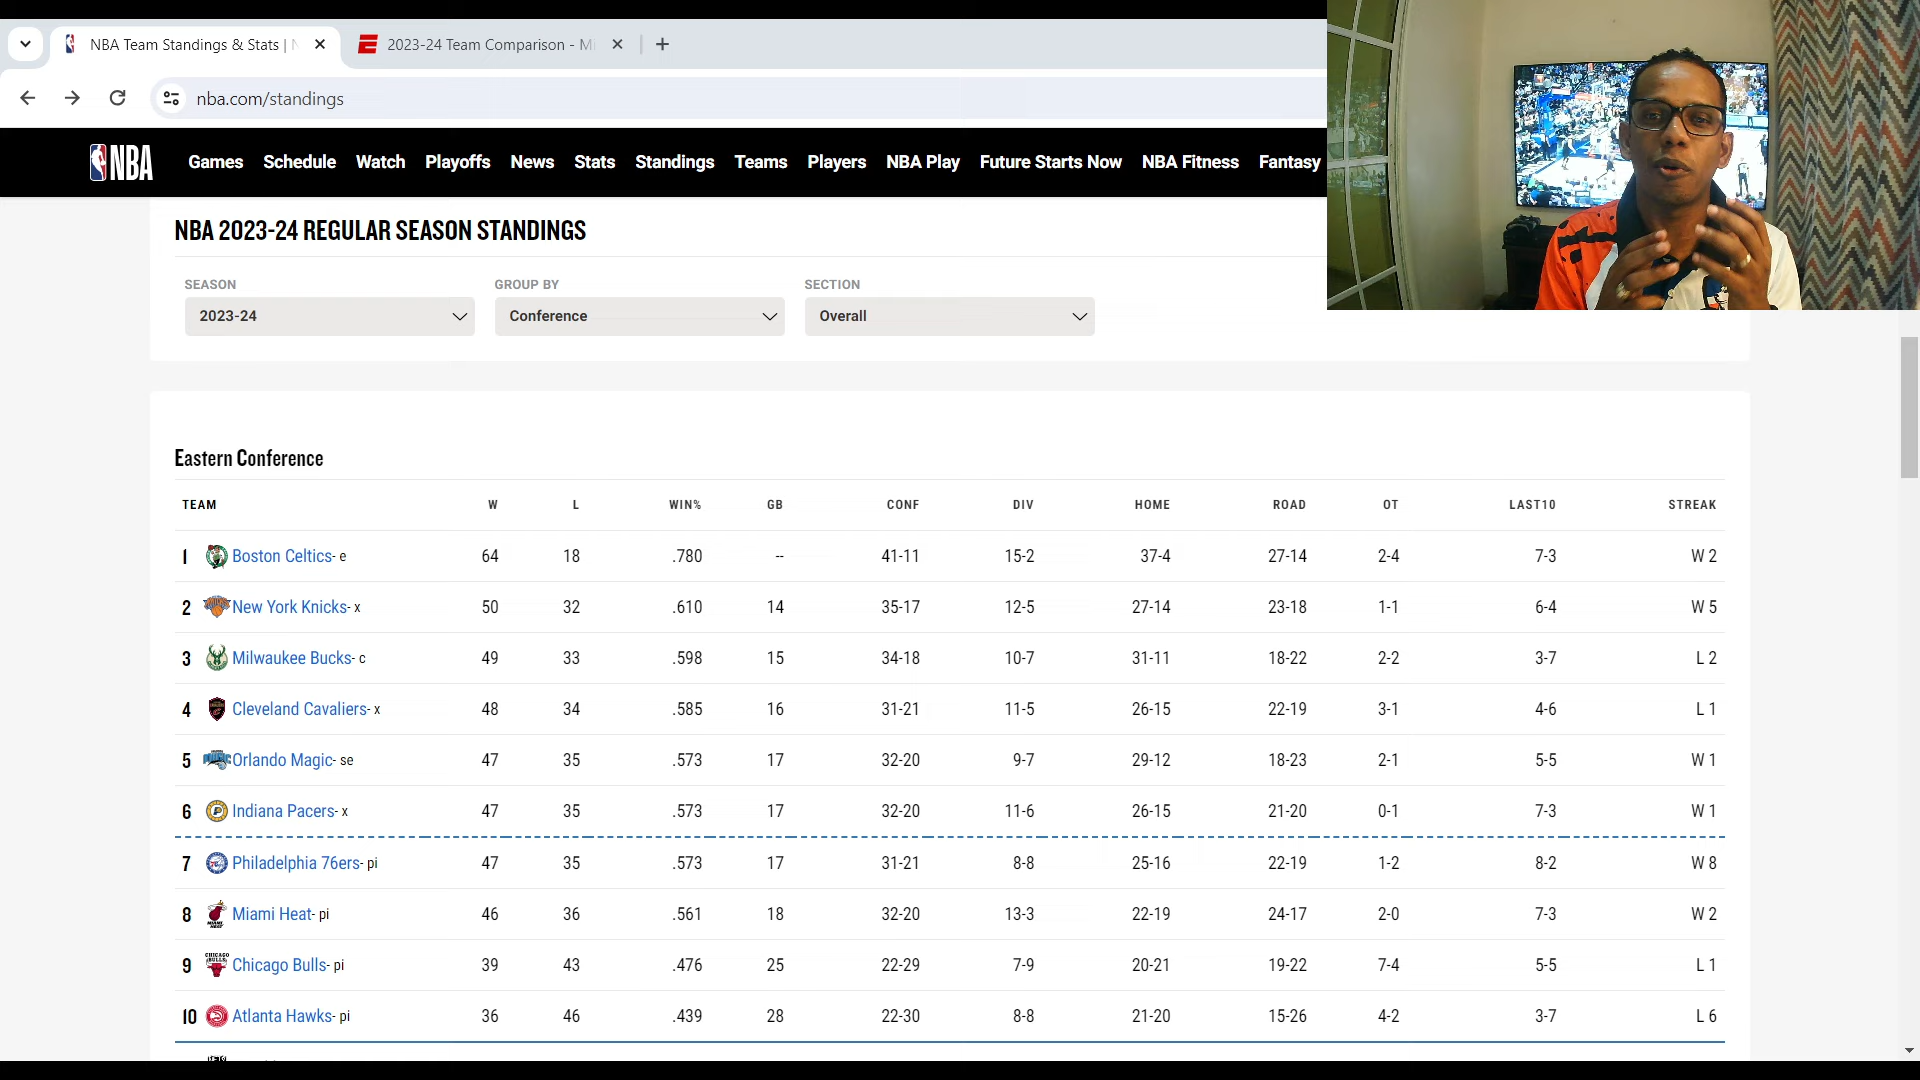 NBA Team Standings & Stats |
2023-24 Team Comparison - Mi
nba.com/standings
NBA Games Schedule Watch Playoffs News Stats Standings Teams Players NBA Play Future Starts Now NBA Fitness Fantasy
NBA 2023-24 REGULAR SEASON STANDINGS
SEASON GROUP BY SECTION
2023-24 Conference Overall
Eastern Conference
TEAM W L WIN% GB CONF DIV HOME ROAD OT LAST10 STREAK
1 Boston Celtics- e 64 18 .780 -- 41-11 15-2 37-4 27-14 2-4 7-3 W 2
2 New York Knicks- x 50 32 .610 14 35-17 12-5 27-14 23-18 1-1 6-4 W 5
3 Milwaukee Bucks- c 49 33 .598 15 34-18 10-7 31-11 18-22 2-2 3-7 L 2
4 Cleveland Cavaliers- x 48 34 .585 16 31-21 11-5 26-15 22-19 3-1 4-6 L 1
5 Orlando Magic- se 47 35 .573 17 32-20 9-7 29-12 18-23 2-1 5-5 W 1
6 Indiana Pacers- x 47 35 .573 17 32-20 11-6 26-15 21-20 0-1 7-3 W 1
7 Philadelphia 76ers- pi 47 35 .573 17 31-21 8-8 25-16 22-19 1-2 8-2 W 8
8 Miami Heat- pi 46 36 .561 18 32-20 13-3 22-19 24-17 2-0 7-3 W 2
9 Chicago Bulls- pi 39 43 .476 25 22-29 7-9 20-21 19-22 7-4 5-5 L 1
10 Atlanta Hawks- pi 36 46 .439 28 22-30 8-8 21-20 15-26 4-2 3-7 L 6